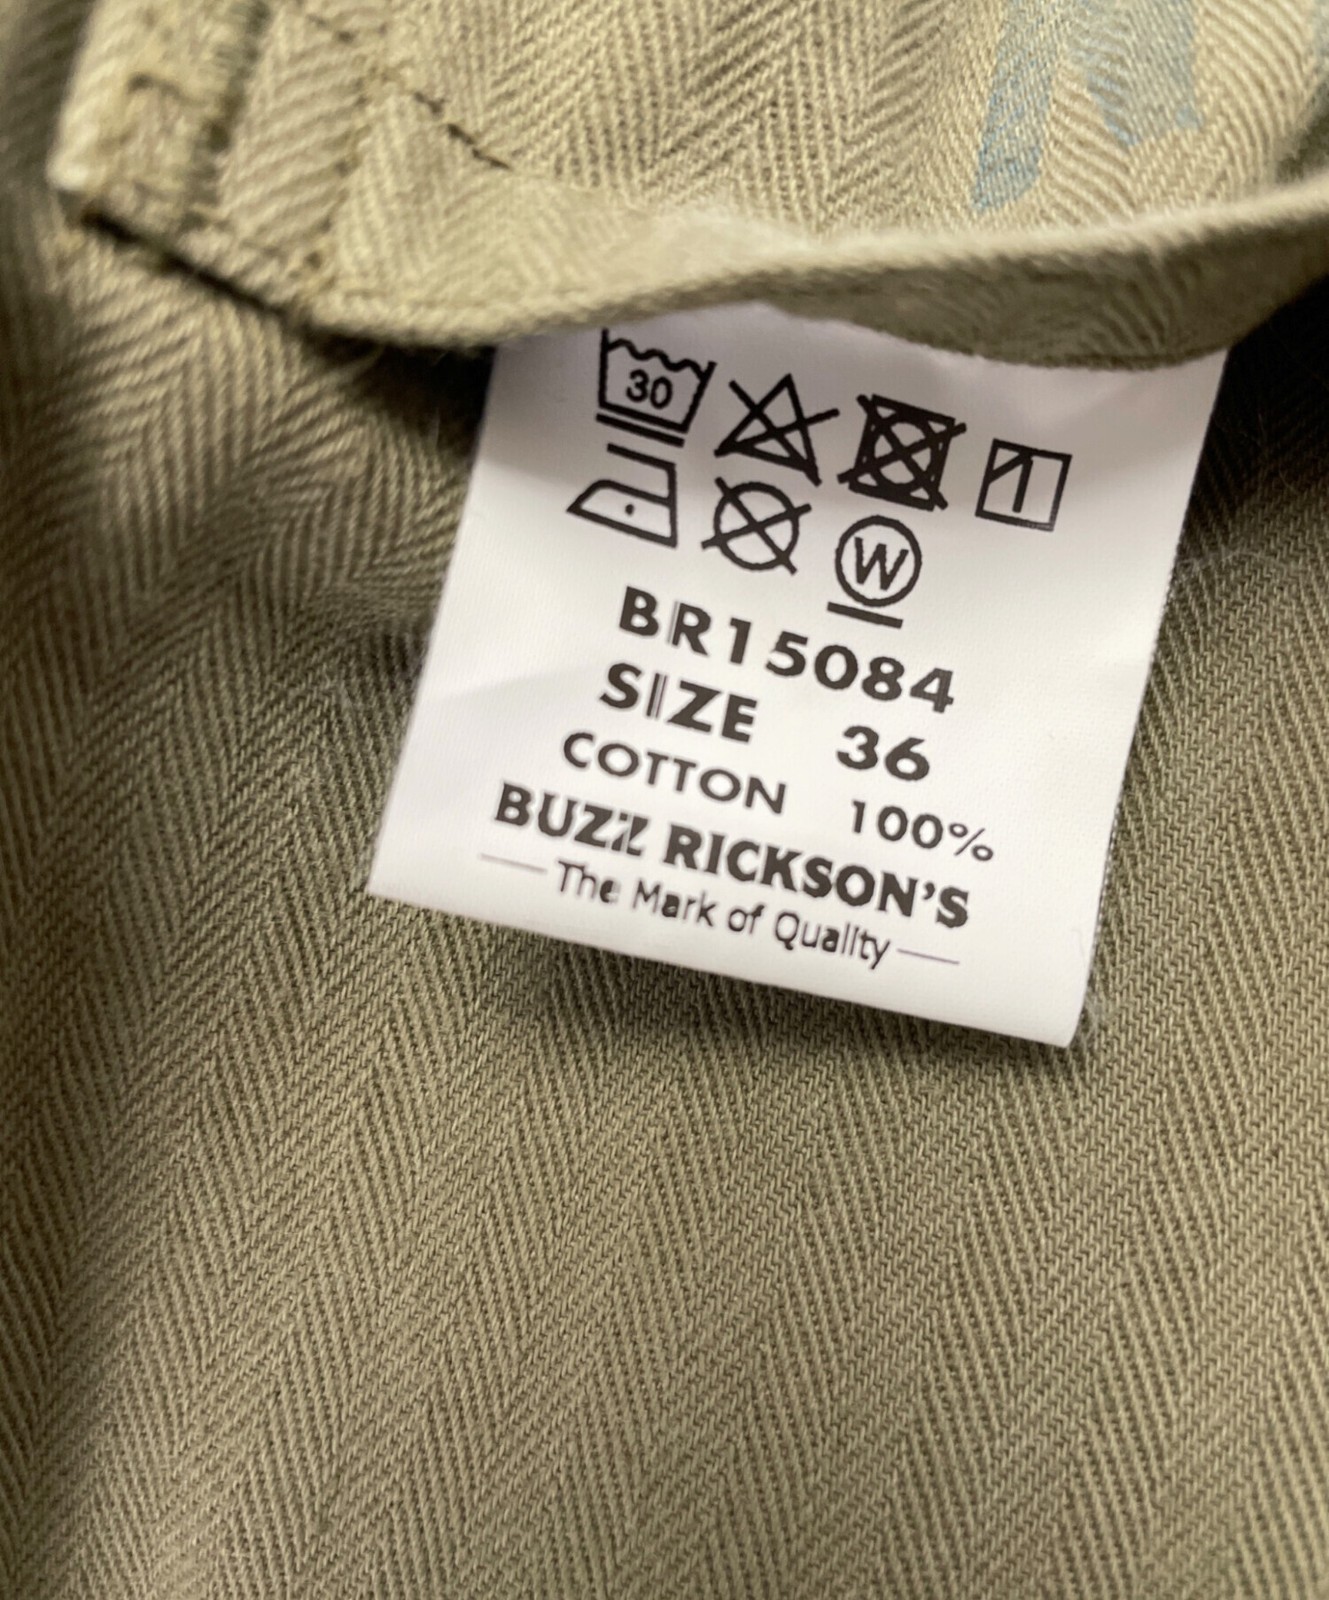 30
W
BR15084
SIZE 36
COTTON 100%
BUZZ RICKSON'S
The Mark of Quality